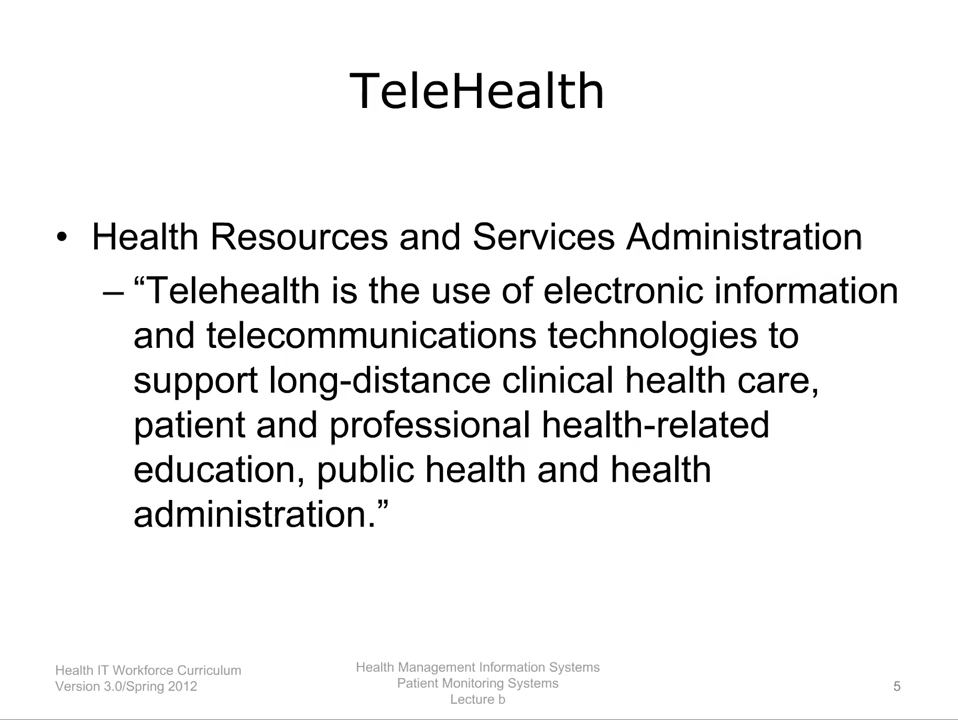 TeleHealth
• Health Resources and Services Administration
– “Telehealth is the use of electronic information
and telecommunications technologies to
support long-distance clinical health care,
patient and professional health-related
education, public health and health
administration.”
Health IT Workforce Curriculum
Version 3.0/Spring 2012
Health Management Information Systems
Patient Monitoring Systems
Lecture b
5